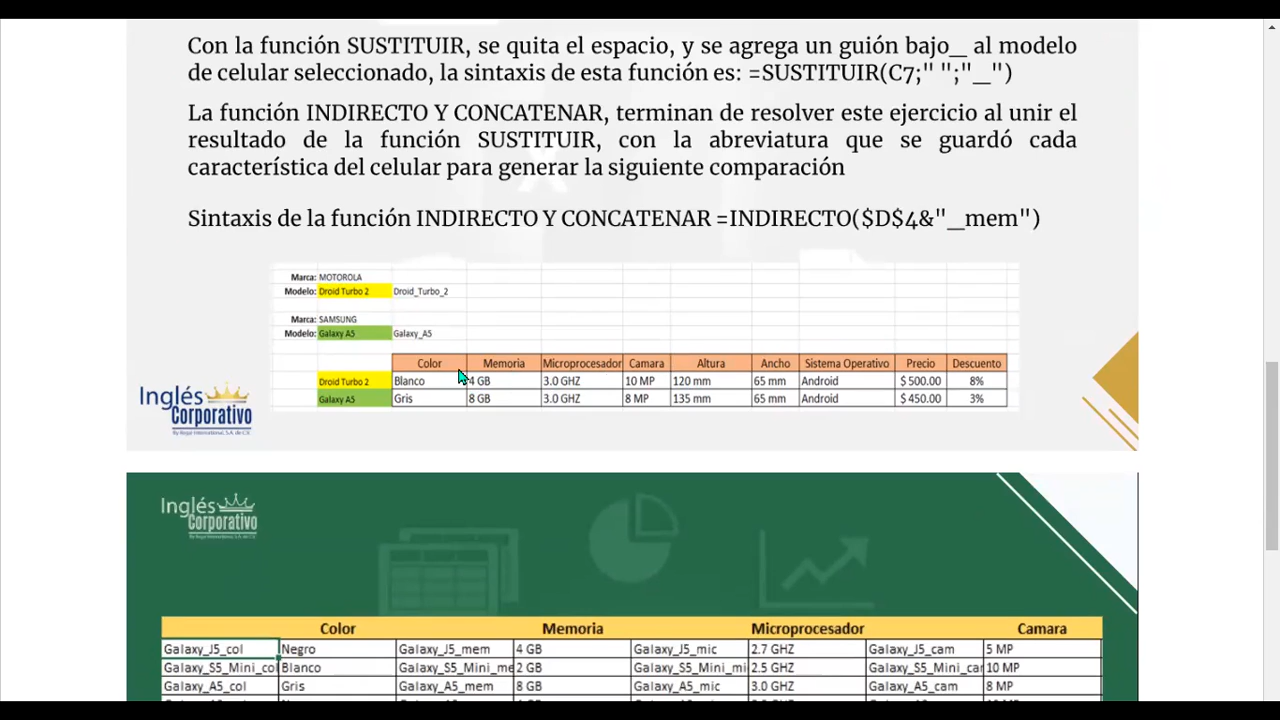 Con la función SUSTITUIR, se quita el espacio, y se agrega un guión bajo_ al modelo
de celular seleccionado, la sintaxis de esta función es: =SUSTITUIR(C7;" ";"_")
La función INDIRECTO Y CONCATENAR, terminan de resolver este ejercicio al unir el
resultado de la función SUSTITUIR, con la abreviatura que se guardó cada
característica del celular para generar la siguiente comparación
Sintaxis de la función INDIRECTO Y CONCATENAR =INDIRECTO($D$4&"_mem")
Marca: MOTOROLA
Modelo: Droid Turbo 2 Droid_Turbo_2
Marca: SAMSUNG
Modelo: Galaxy A5 Galaxy_A5
Color Memoria Microprocesador Camara Altura Ancho Sistema Operativo Precio Descuento
Droid Turbo 2 Blanco 4 GB 3.0 GHZ 10 MP 120 mm 65 mm Android $ 500.00 8%
Galaxy A5 Gris 8 GB 3.0 GHZ 8 MP 135 mm 65 mm Android $ 450.00 3%
Inglés
Corporativo
Inglés
Corporativo
Color Memoria Microprocesador Camara
Galaxy_J5_col Negro Galaxy_J5_mem 4 GB Galaxy_J5_mic 2.7 GHZ Galaxy_J5_cam 5 MP
Galaxy_S5_Mini_col Blanco Galaxy_S5_Mini_me 2 GB Galaxy_S5_Mini_mi 2.5 GHZ Galaxy_S5_Mini_car 10 MP
Galaxy_A5_col Gris Galaxy_A5_mem 8 GB Galaxy_A5_mic 3.0 GHZ Galaxy_A5_cam 8 MP